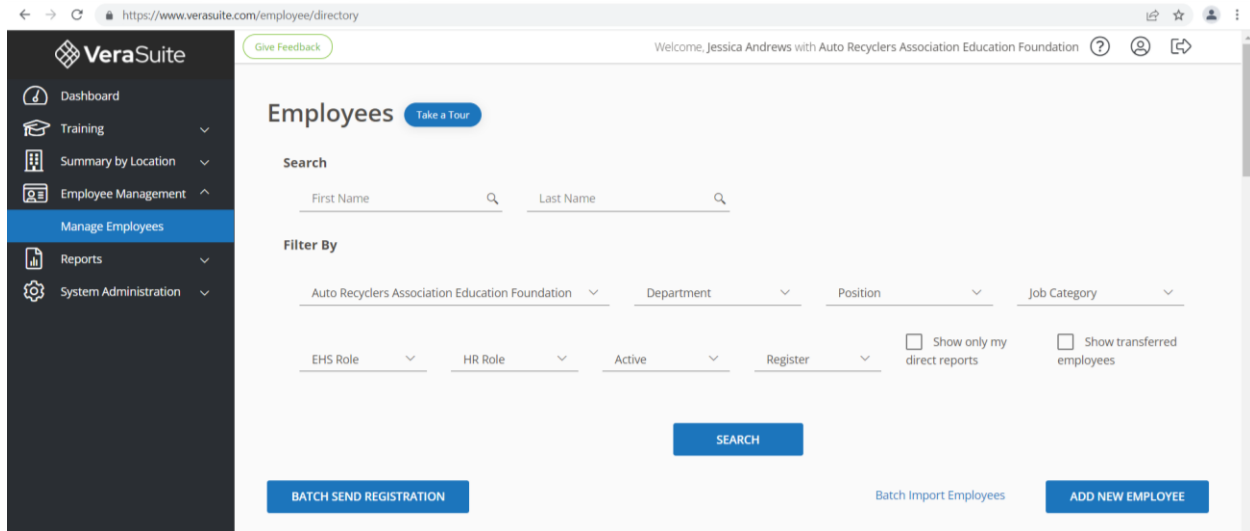 https://www.verasuite.com/employee/directory
VeraSuite
Give Feedback
Welcome, Jessica Andrews with Auto Recyclers Association Education Foundation ?
Dashboard
Training
Summary by Location
Employee Management
Manage Employees
Reports
System Administration
Employees Take a Tour
Search
First Name Last Name
Filter By
Auto Recyclers Association Education Foundation Department Position Job Category
EHS Role HR Role Active Register Show only my direct reports Show transferred employees
SEARCH
BATCH SEND REGISTRATION Batch Import Employees ADD NEW EMPLOYEE